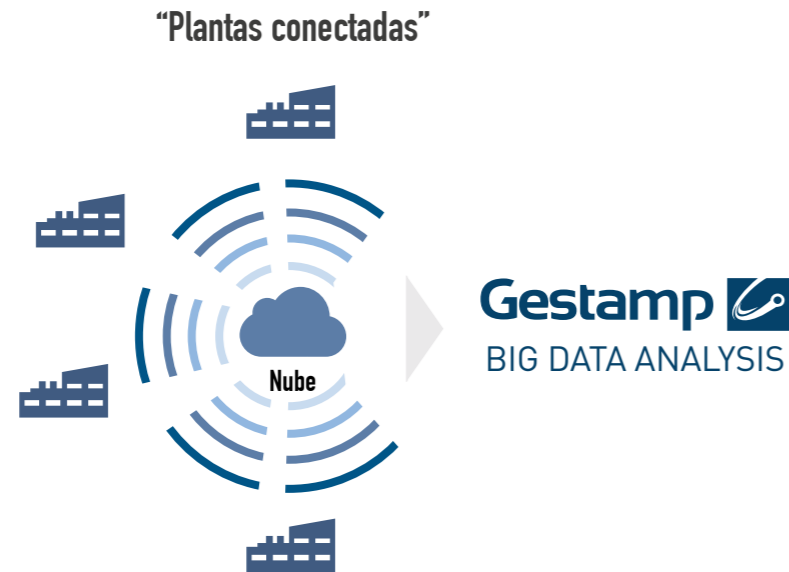 “Plantas conectadas”
Nube
Gestamp
BIG DATA ANALYSIS